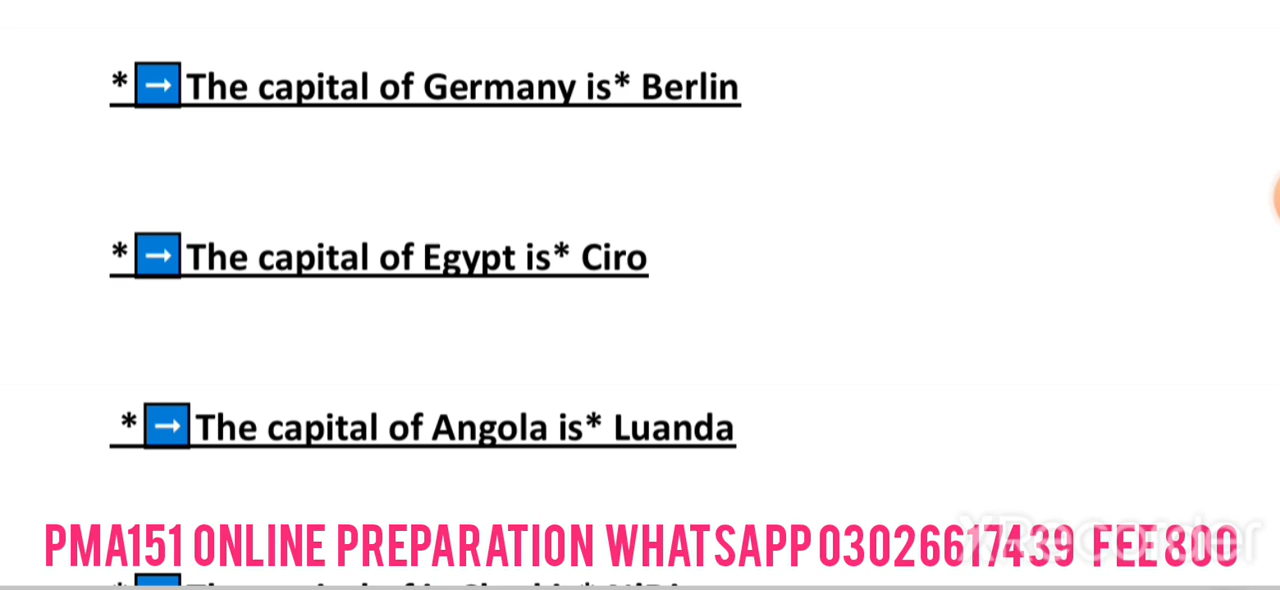 *➡The capital of Germany is* Berlin
*➡The capital of Egypt is* Ciro
*➡The capital of Angola is* Luanda
PMA151 ONLINE PREPARATION WHATSAPP 03026617439 FEE 800
XRecorder